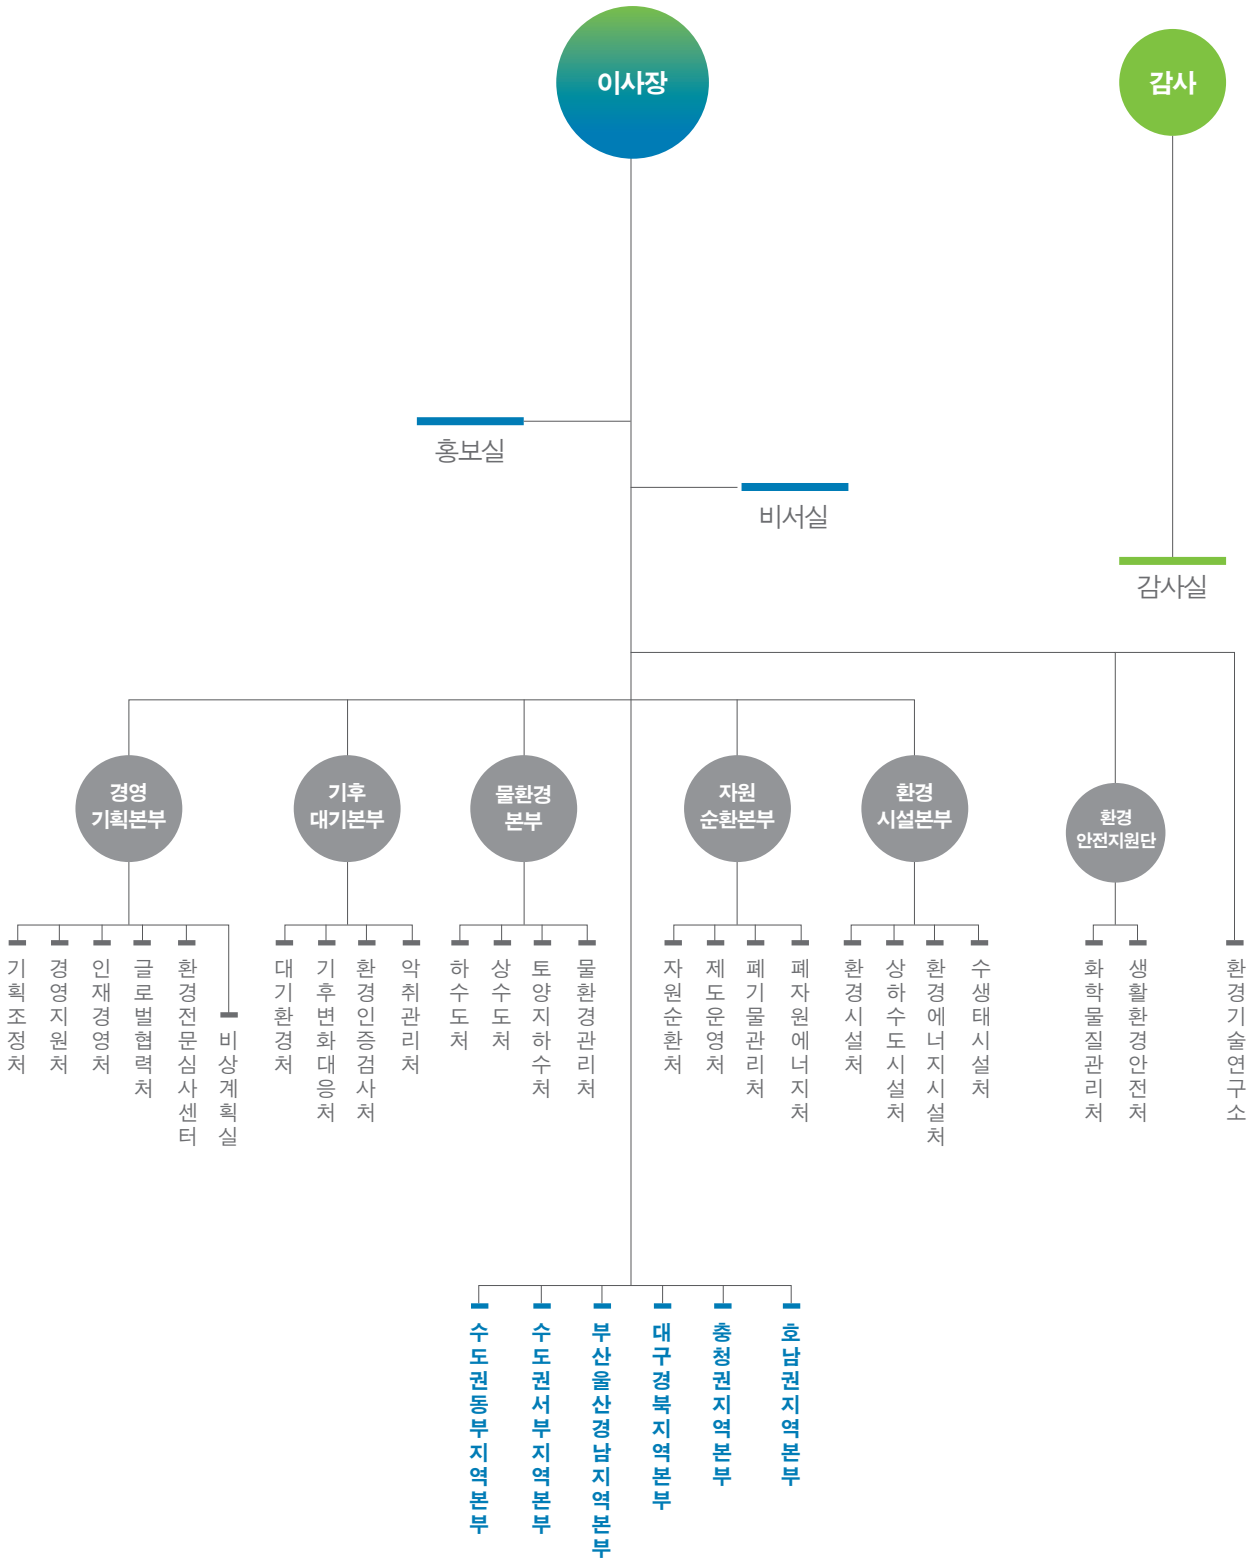 이사장
감사
홍보실
비서실
감사실
경영
기획본부
기후
대기본부
물환경
본부
자원
순환본부
환경
시설본부
환경
안전지원단
기획조정처
경영지원처
인재경영처
글로벌협력처
환경전문심사센터
비상계획실
대기환경처
기후변화대응처
환경인증검사처
악취관리처
하수도처
상수도처
토양지하수처
물환경관리처
자원순환처
제도운영처
폐기물관리처
폐자원에너지처
환경시설처
상하수도시설처
환경에너지시설처
수생태시설처
화학물질관리처
생활환경안전처
환경기술연구소
수도권동부지역본부
수도권서부지역본부
부산울산경남지역본부
대구경북지역본부
충청권지역본부
호남권지역본부